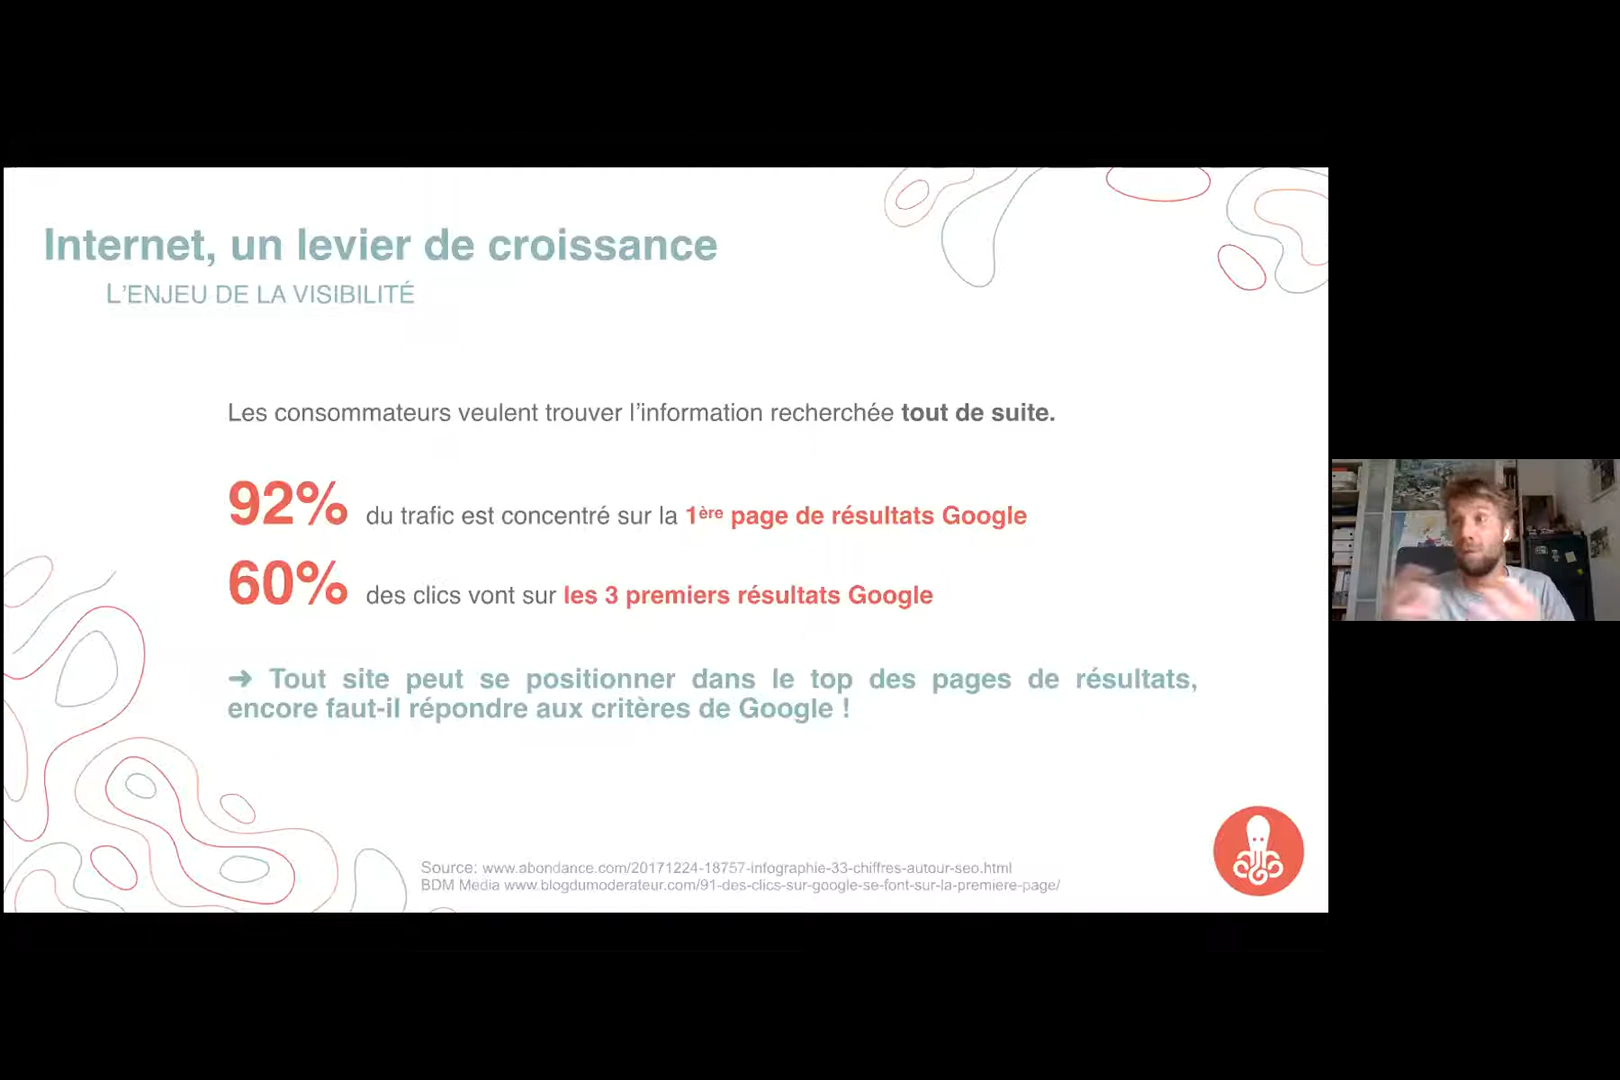 Internet, un levier de croissance
L’ENJEU DE LA VISIBILITÉ
Les consommateurs veulent trouver l’information recherchée tout de suite.
92% du trafic est concentré sur la 1ère page de résultats Google
60% des clics vont sur les 3 premiers résultats Google
➔ Tout site peut se positionner dans le top des pages de résultats,
encore faut-il répondre aux critères de Google !
Source: www.abondance.com/20171224-18757-infographie-33-chiffres-autour-seo.html
BDM Media www.blogdumoderateur.com/91-des-clics-sur-google-se-font-sur-la-premiere-page/